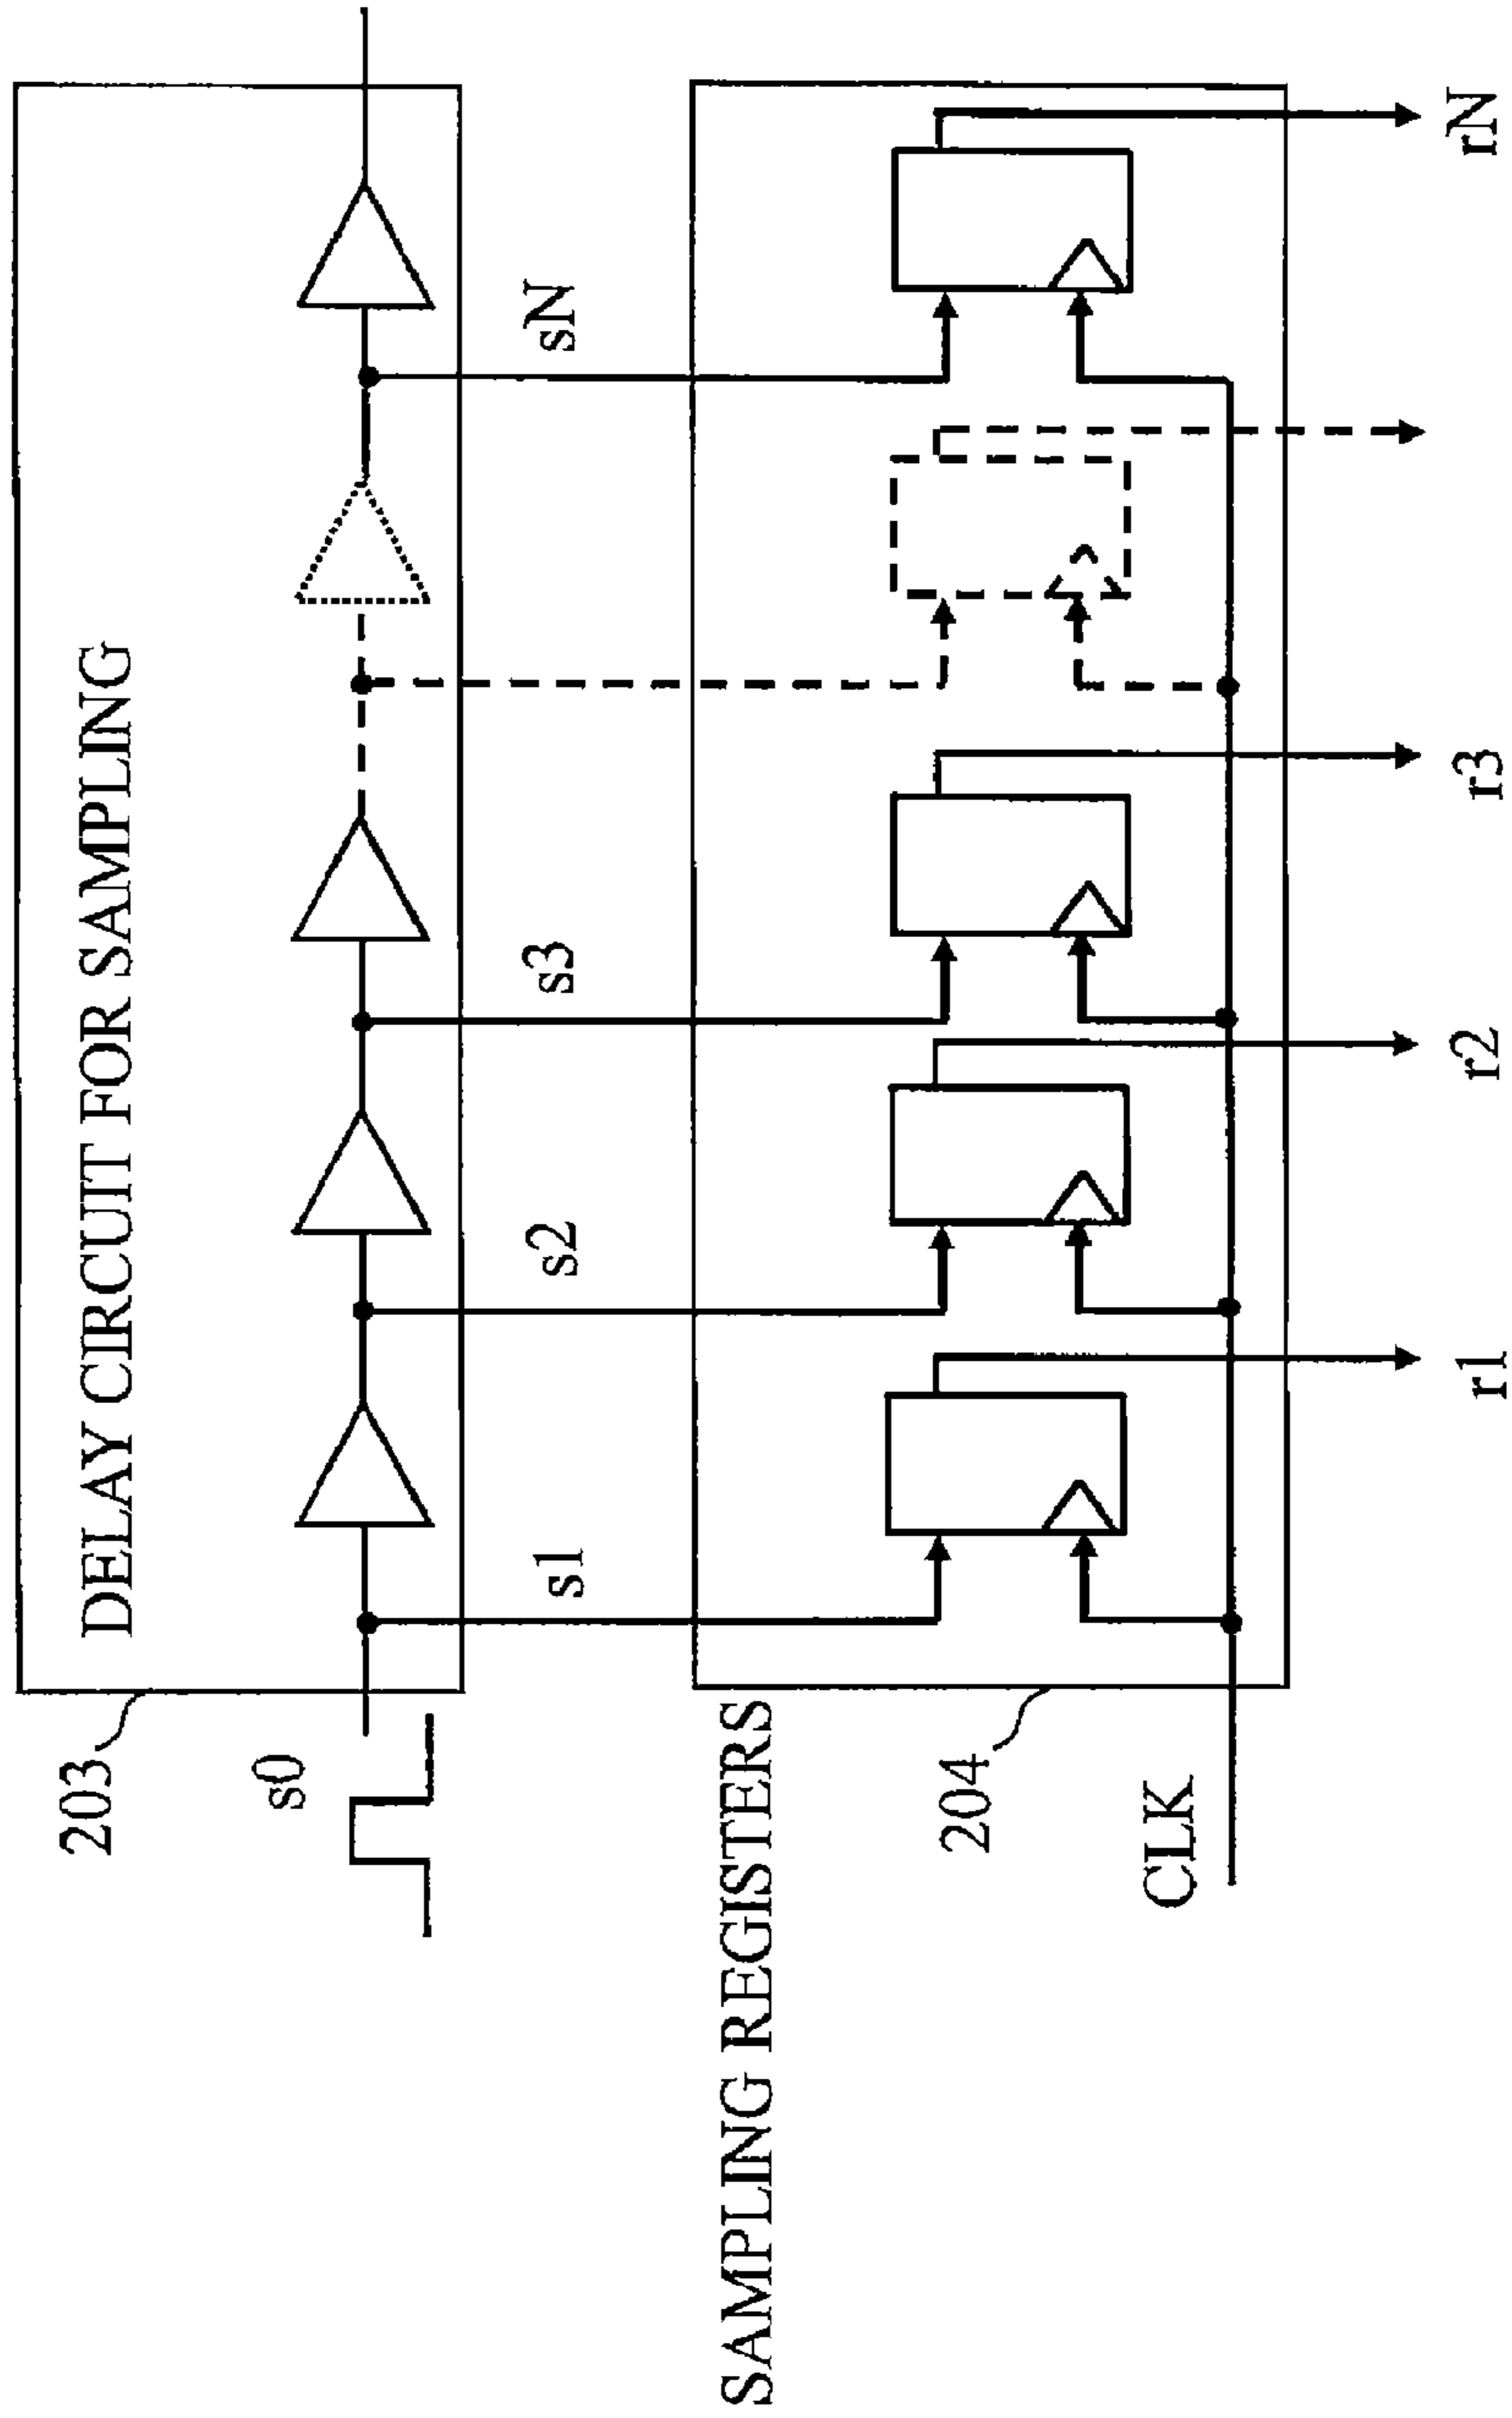 DELAY CIRCUIT FOR SAMPLING
203
s0
s1
s2
s3
sN
SAMPLING REGISTERS
204
CLK
r1
r2
r3
rN